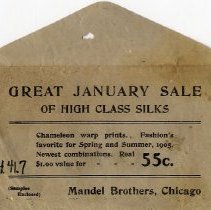 GREAT JANUARY SALE
OF HIGH CLASS SILKS
Chameleon warp prints. Fashion's
favorite for Spring and Summer, 1905.
Newest combinations. Real
$1.00 value for - - - 55c.
(Samples
Enclosed)
Mandel Brothers, Chicago